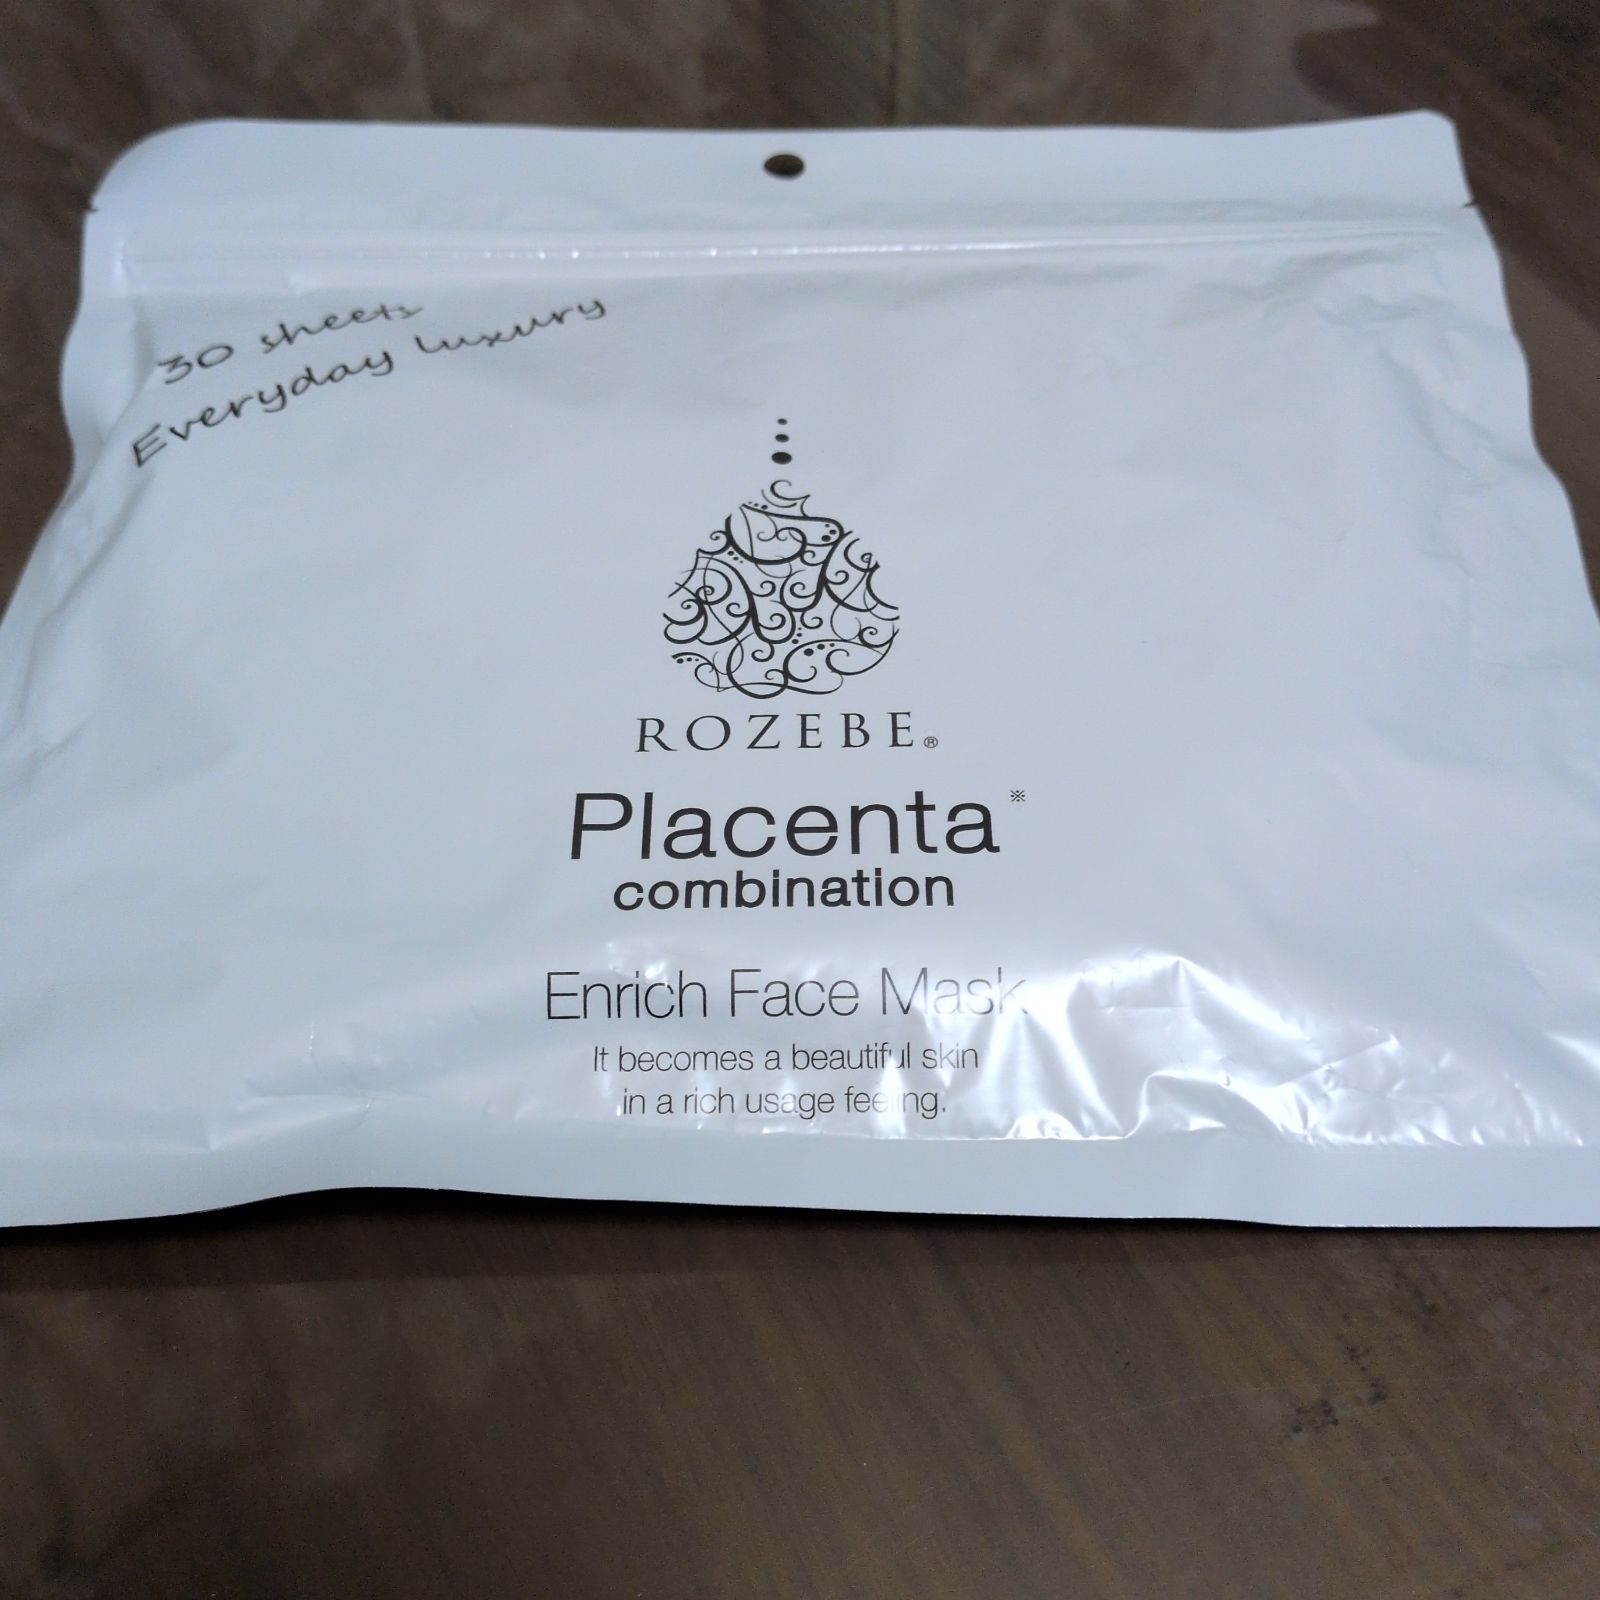 30 sheets
Everyday luxury
ROZEBE®
Placenta※
combination
Enrich Face Mask
It becomes a beautiful skin
in a rich usage feeling.